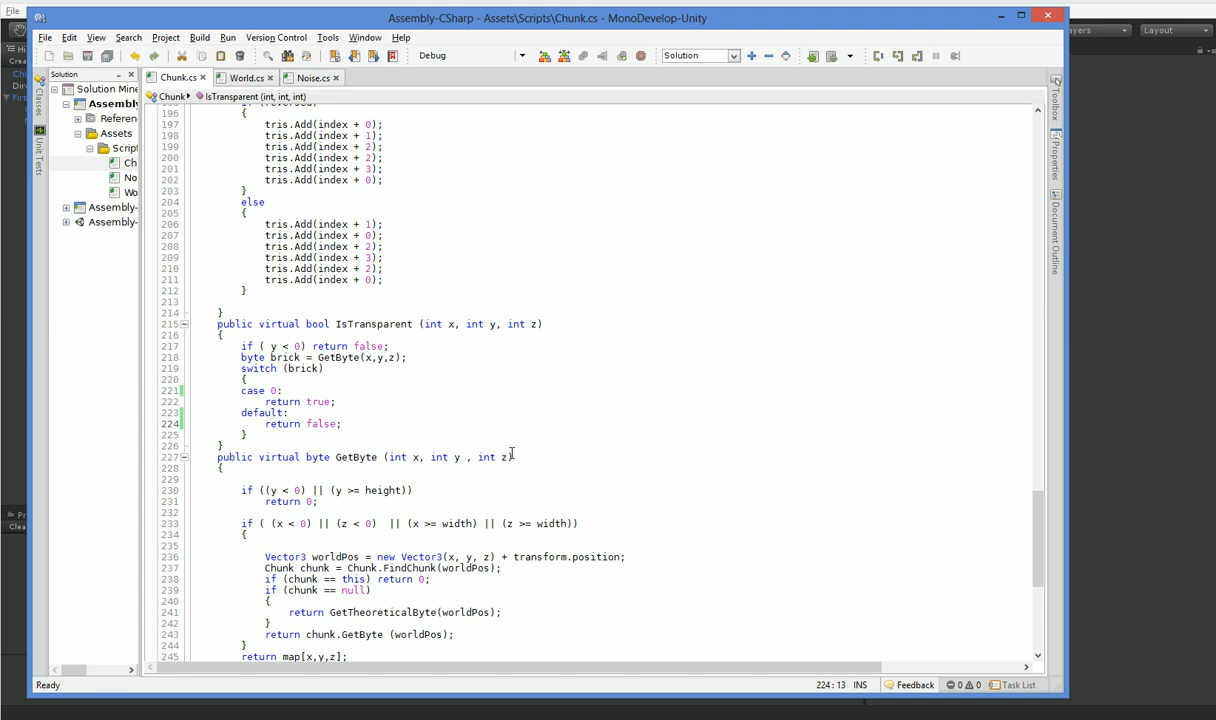 File
Assembly-CSharp - Assets\Scripts\Chunk.cs - MonoDevelop-Unity
File Edit View Search Project Build Run Version Control Tools Window Help
Debug Solution
Layers Layout
Solution
Chunk.cs World.cs Noise.cs
Chunk IsTransparent (int, int, int)
Solution Mine
Assembly
Referen
Assets
Script
Ch
No
Wo
Assembly-
Assembly-
Classes
Unit Tests
Toolbox
Properties
Document Outline
196 {
197 tris.Add(index + 0);
198 tris.Add(index + 1);
199 tris.Add(index + 2);
200 tris.Add(index + 2);
201 tris.Add(index + 3);
202 tris.Add(index + 0);
203 }
204 else
205 {
206 tris.Add(index + 1);
207 tris.Add(index + 0);
208 tris.Add(index + 2);
209 tris.Add(index + 3);
210 tris.Add(index + 2);
211 tris.Add(index + 0);
212 }
213
214 }
215 public virtual bool IsTransparent (int x, int y, int z)
216 {
217 if ( y < 0) return false;
218 byte brick = GetByte(x,y,z);
219 switch (brick)
220 {
221 case 0:
222 return true;
223 default:
224 return false;
225 }
226 }
227 public virtual byte GetByte (int x, int y , int z)
228 {
229
230 if ((y < 0) || (y >= height))
231 return 0;
232
233 if ( (x < 0) || (z < 0)  || (x >= width) || (z >= width))
234 {
235
236 Vector3 worldPos = new Vector3(x, y, z) + transform.position;
237 Chunk chunk = Chunk.FindChunk(worldPos);
238 if (chunk == this) return 0;
239 if (chunk == null)
240 {
241 return GetTheoreticalByte(worldPos);
242 }
243 return chunk.GetByte (worldPos);
244 }
245 return map[x,y,z];
Ready 224 : 13 INS Feedback 0 0 Task List